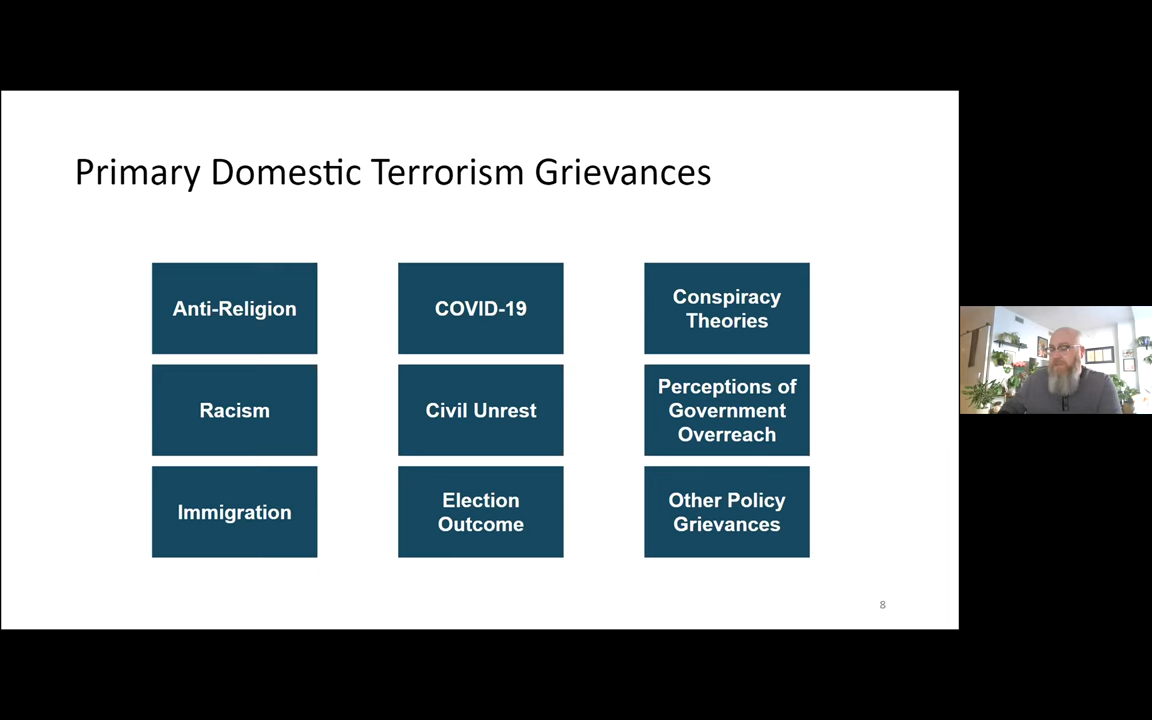 Primary Domestic Terrorism Grievances
Anti-Religion
COVID-19
Conspiracy
Theories
Racism
Civil Unrest
Perceptions of
Government
Overreach
Immigration
Election
Outcome
Other Policy
Grievances
8